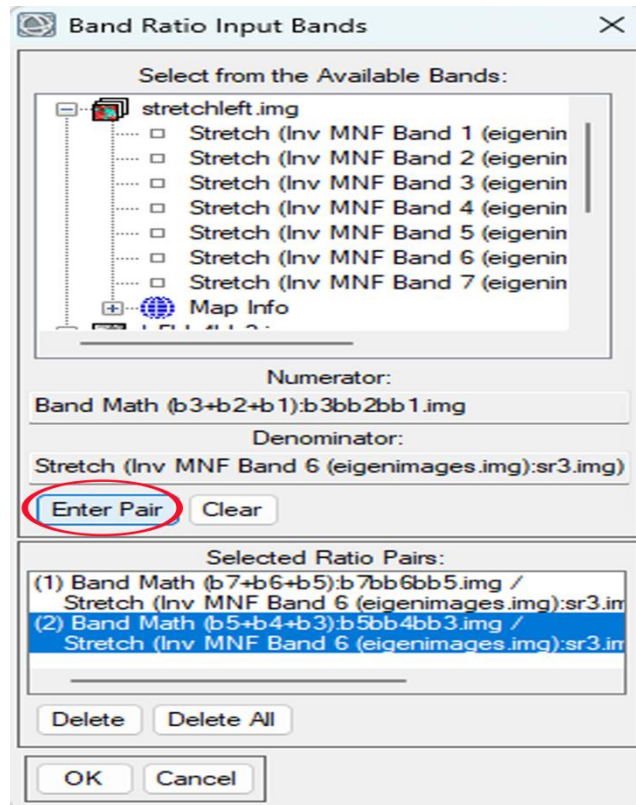 Band Ratio Input Bands
Select from the Available Bands:
stretchleft.img
Stretch (Inv MNF Band 1 (eigenin
Stretch (Inv MNF Band 2 (eigenin
Stretch (Inv MNF Band 3 (eigenin
Stretch (Inv MNF Band 4 (eigenin
Stretch (Inv MNF Band 5 (eigenin
Stretch (Inv MNF Band 6 (eigenin
Stretch (Inv MNF Band 7 (eigenin
Map Info
Numerator:
Band Math (b3+b2+b1):b3bb2bb1.img
Denominator:
Stretch (Inv MNF Band 6 (eigenimages.img):sr3.img)
Enter Pair Clear
Selected Ratio Pairs:
(1) Band Math (b7+b6+b5):b7bb6bb5.img /
Stretch (Inv MNF Band 6 (eigenimages.img):sr3.im
(2) Band Math (b5+b4+b3):b5bb4bb3.img /
Stretch (Inv MNF Band 6 (eigenimages.img):sr3.im
Delete Delete All
OK Cancel